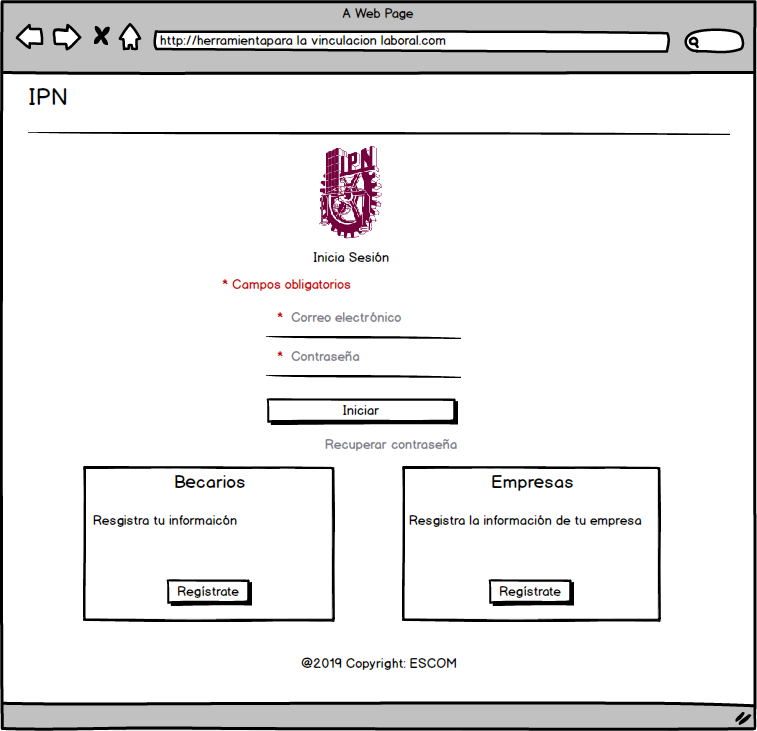 A Web Page
http://herramientapara la vinculacion laboral.com
IPN
IPN
Inicia Sesión
* Campos obligatorios
* Correo electrónico
* Contraseña
Iniciar
Recuperar contraseña
Becarios
Resgistra tu informaicón
Regístrate
Empresas
Resgistra la información de tu empresa
Regístrate
@2019 Copyright: ESCOM